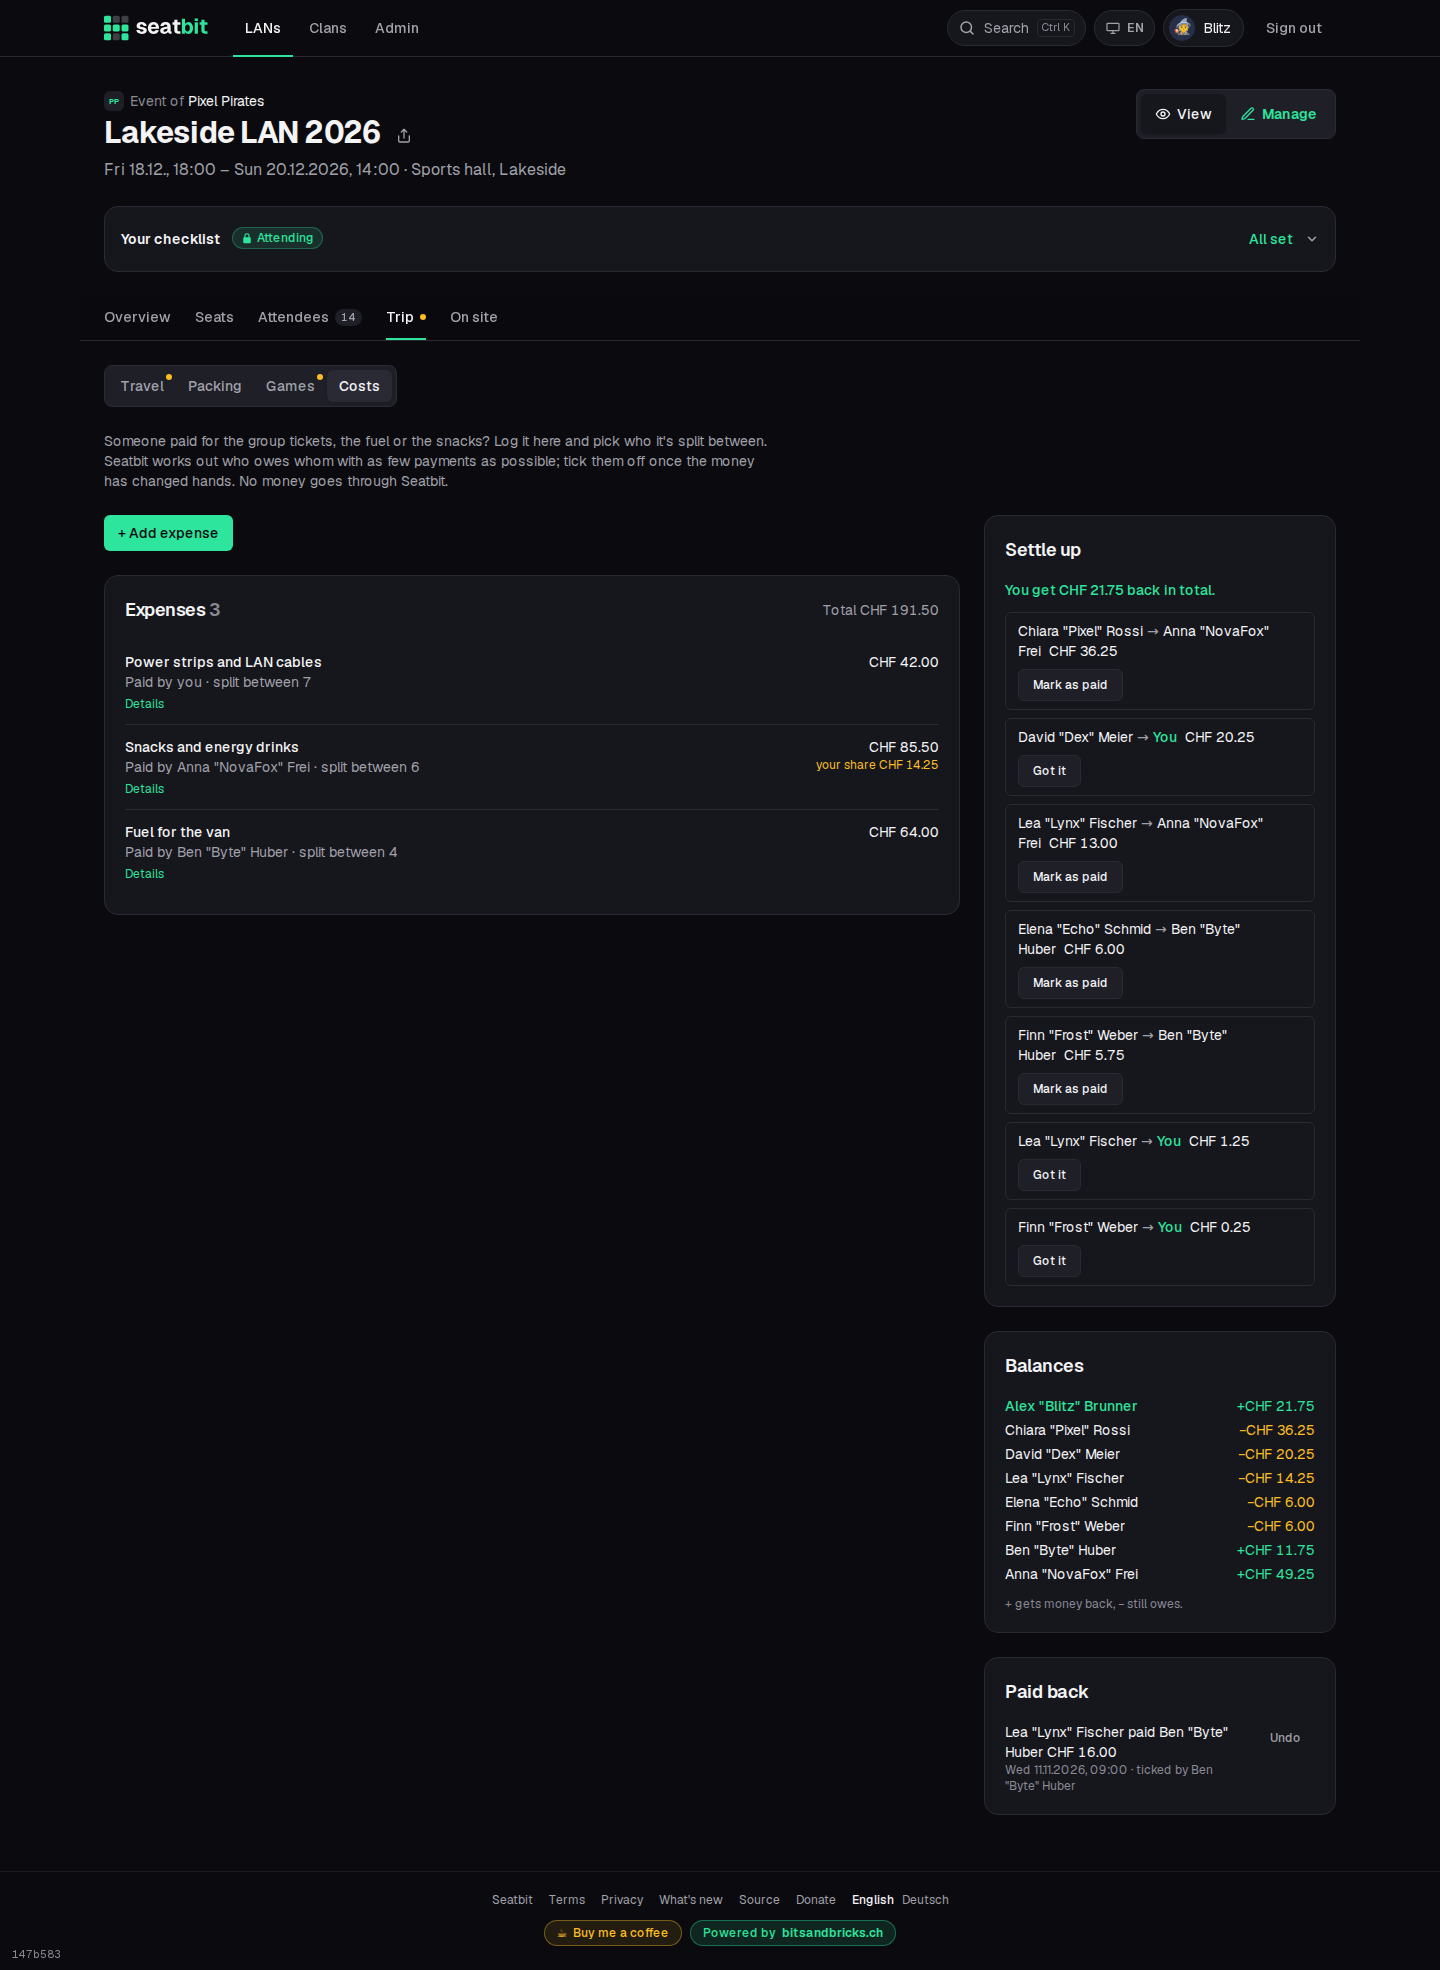 seatbit
LANs
Clans
Admin
Search Ctrl K
EN
Blitz
Sign out
PP Event of Pixel Pirates
Lakeside LAN 2026
Fri 18.12., 18:00 – Sun 20.12.2026, 14:00 · Sports hall, Lakeside
View
Manage
Your checklist
Attending
All set
Overview
Seats
Attendees 14
Trip
On site
Travel
Packing
Games
Costs
Someone paid for the group tickets, the fuel or the snacks? Log it here and pick who it's split between.
Seatbit works out who owes whom with as few payments as possible; tick them off once the money
has changed hands. No money goes through Seatbit.
+ Add expense
Expenses 3
Total CHF 191.50
Power strips and LAN cables
CHF 42.00
Paid by you · split between 7
Details
Snacks and energy drinks
CHF 85.50
Paid by Anna "NovaFox" Frei · split between 6
your share CHF 14.25
Details
Fuel for the van
CHF 64.00
Paid by Ben "Byte" Huber · split between 4
Details
Settle up
You get CHF 21.75 back in total.
Chiara "Pixel" Rossi → Anna "NovaFox"
Frei CHF 36.25
Mark as paid
David "Dex" Meier → You CHF 20.25
Got it
Lea "Lynx" Fischer → Anna "NovaFox"
Frei CHF 13.00
Mark as paid
Elena "Echo" Schmid → Ben "Byte"
Huber CHF 6.00
Mark as paid
Finn "Frost" Weber → Ben "Byte"
Huber CHF 5.75
Mark as paid
Lea "Lynx" Fischer → You CHF 1.25
Got it
Finn "Frost" Weber → You CHF 0.25
Got it
Balances
Alex "Blitz" Brunner +CHF 21.75
Chiara "Pixel" Rossi –CHF 36.25
David "Dex" Meier –CHF 20.25
Lea "Lynx" Fischer –CHF 14.25
Elena "Echo" Schmid –CHF 6.00
Finn "Frost" Weber –CHF 6.00
Ben "Byte" Huber +CHF 11.75
Anna "NovaFox" Frei +CHF 49.25
+ gets money back, – still owes.
Paid back
Lea "Lynx" Fischer paid Ben "Byte"
Huber CHF 16.00
Undo
Wed 11.11.2026, 09:00 · ticked by Ben
"Byte" Huber
Seatbit
Terms
Privacy
What's new
Source
Donate
English
Deutsch
Buy me a coffee
Powered by bitsandbricks.ch
147b583